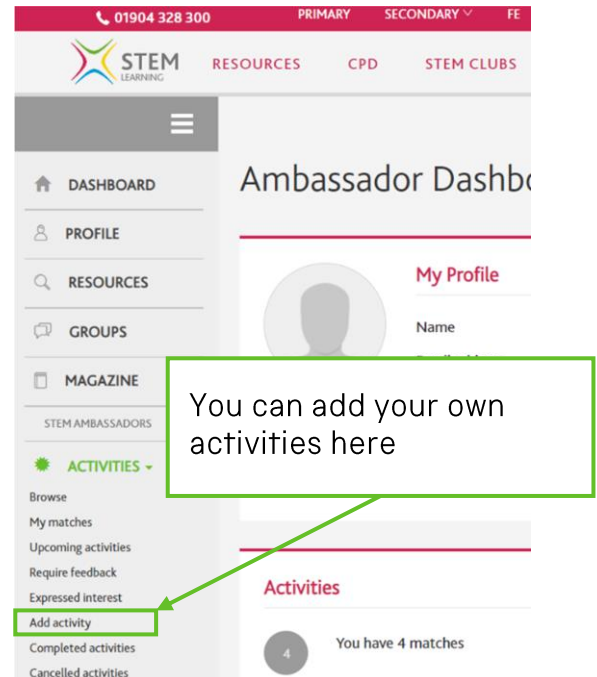 01904 328 300
PRIMARY
SECONDARY
FE
STEM
LEARNING
RESOURCES
CPD
STEM CLUBS
DASHBOARD
PROFILE
RESOURCES
GROUPS
MAGAZINE
STEM AMBASSADORS
ACTIVITIES
Browse
My matches
Upcoming activities
Require feedback
Expressed interest
Add activity
Completed activities
Cancelled activities
Ambassador
My Profile
Name
You can add your own
activities here
Activities
4
You have 4 matches